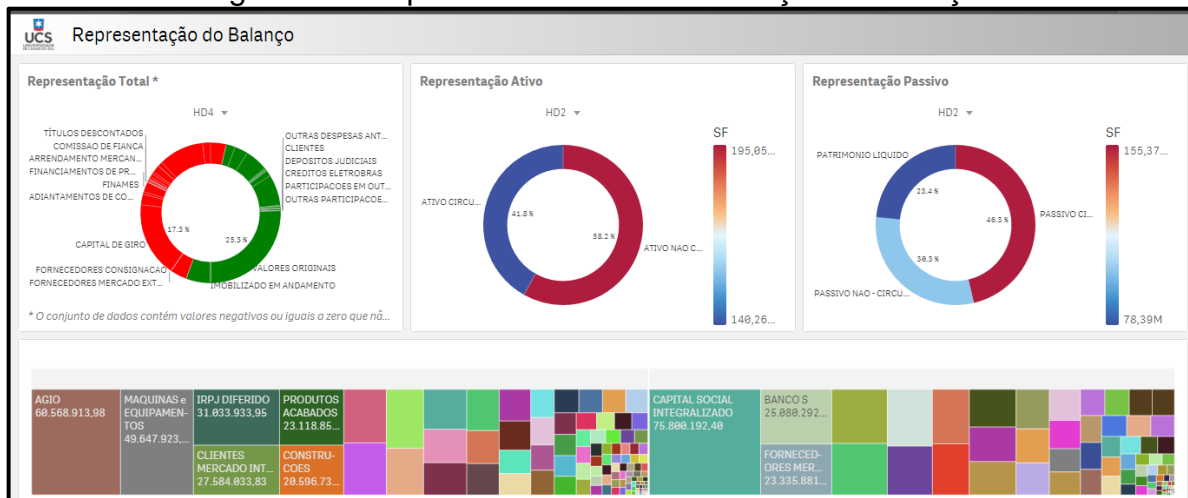 UCS
Representação do Balanço
Representação Total *
HD4
TÍTULOS DESCONTADOS
COMISSAO DE FIANCA
ARRENDAMENTO MERCAN...
FINANCIAMENTOS DE PR...
FINAMES
ADIANTAMENTOS DE CO...
CAPITAL DE GIRO
FORNECEDORES CONSIGNACAO
FORNECEDORES MERCADO EXT...
OUTRAS DESPESAS ANT...
CLIENTES
DEPOSITOS JUDICIAIS
CREDITOS ELETROBRAS
PARTICIPACOES EM OUT...
OUTRAS PARTICIPACOE...
VALORES ORIGINAIS
IMOBILIZADO EM ANDAMENTO
17.3 %
25.3 %
* O conjunto de dados contém valores negativos ou iguais a zero que nã...
Representação Ativo
HD2
ATIVO CIRCU...
41.8 %
58.2 %
ATIVO NAO C...
SF
195,05...
140,26...
Representação Passivo
HD2
PATRIMONIO LIQUIDO
23.4 %
46.3 %
PASSIVO CI...
30.3 %
PASSIVO NAO - CIRCU...
SF
155,37...
78,39M
AGIO
60.568.913,98
MAQUINAS e
EQUIPAMEN-
TOS
49.647.923,...
IRPJ DIFERIDO
31.033.933,95
PRODUTOS
ACABADOS
23.118.85...
CLIENTES
MERCADO INT...
27.584.033,83
CONSTRU-
COES
20.596.73...
CAPITAL SOCIAL
INTEGRALIZADO
75.800.192,40
BANCO S
25.080.292...
FORNECED-
ORES MER...
23.335.881...